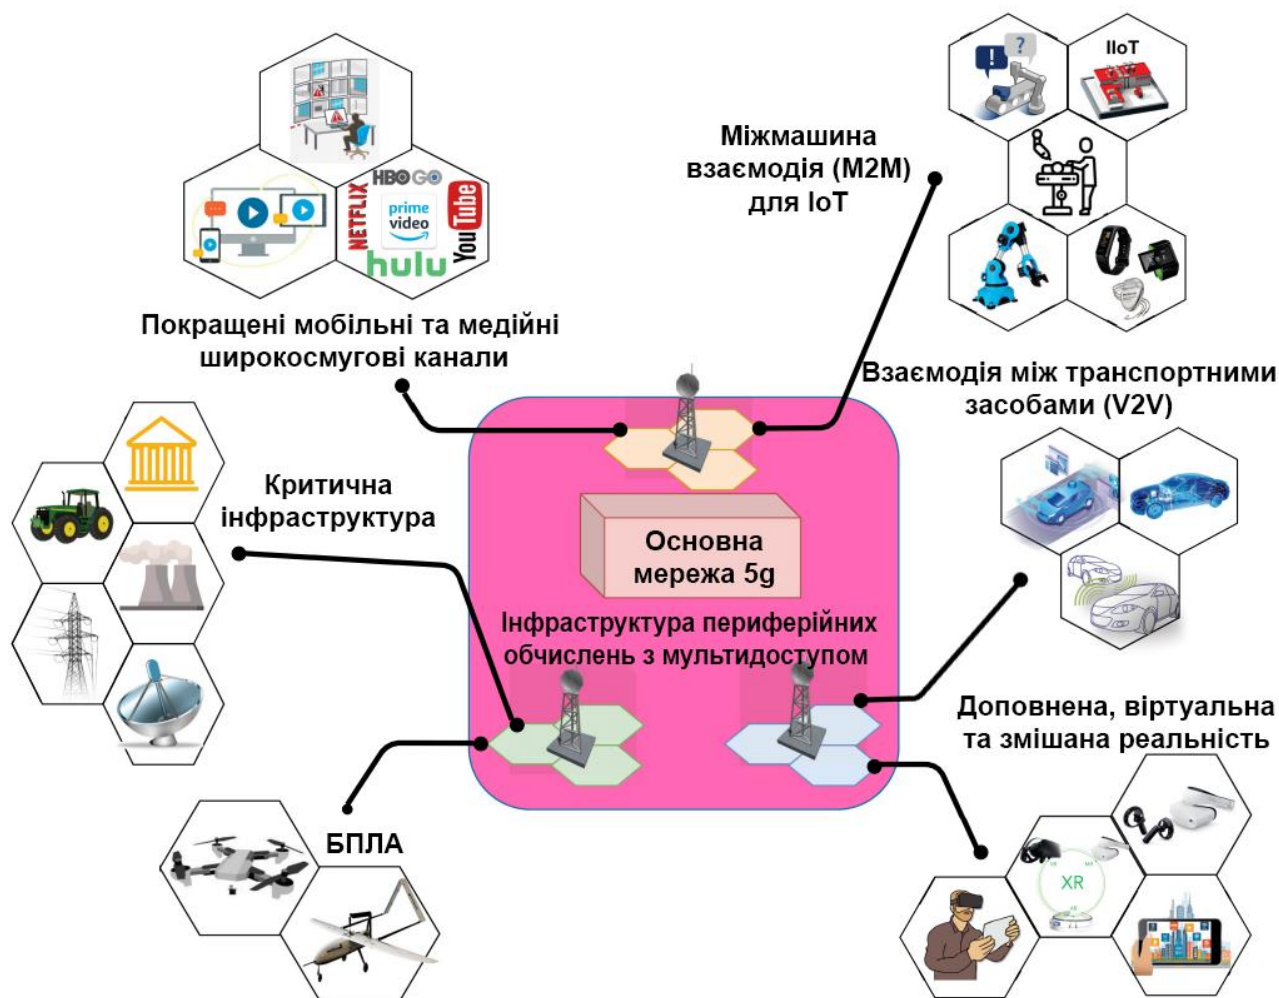 IIoT
Міжмашина
взаємодія (M2M)
для IoT
HBO GO
NETFLIX
prime
video
YouTube
hulu
Покращені мобільні та медійні
широкосмугові канали
Взаємодія між транспортними
засобами (V2V)
Критична
інфраструктура
Основна
мережа 5g
Інфраструктура периферійних
обчислень з мультидоступом
Доповнена, віртуальна
та змішана реальність
БПЛА
XR